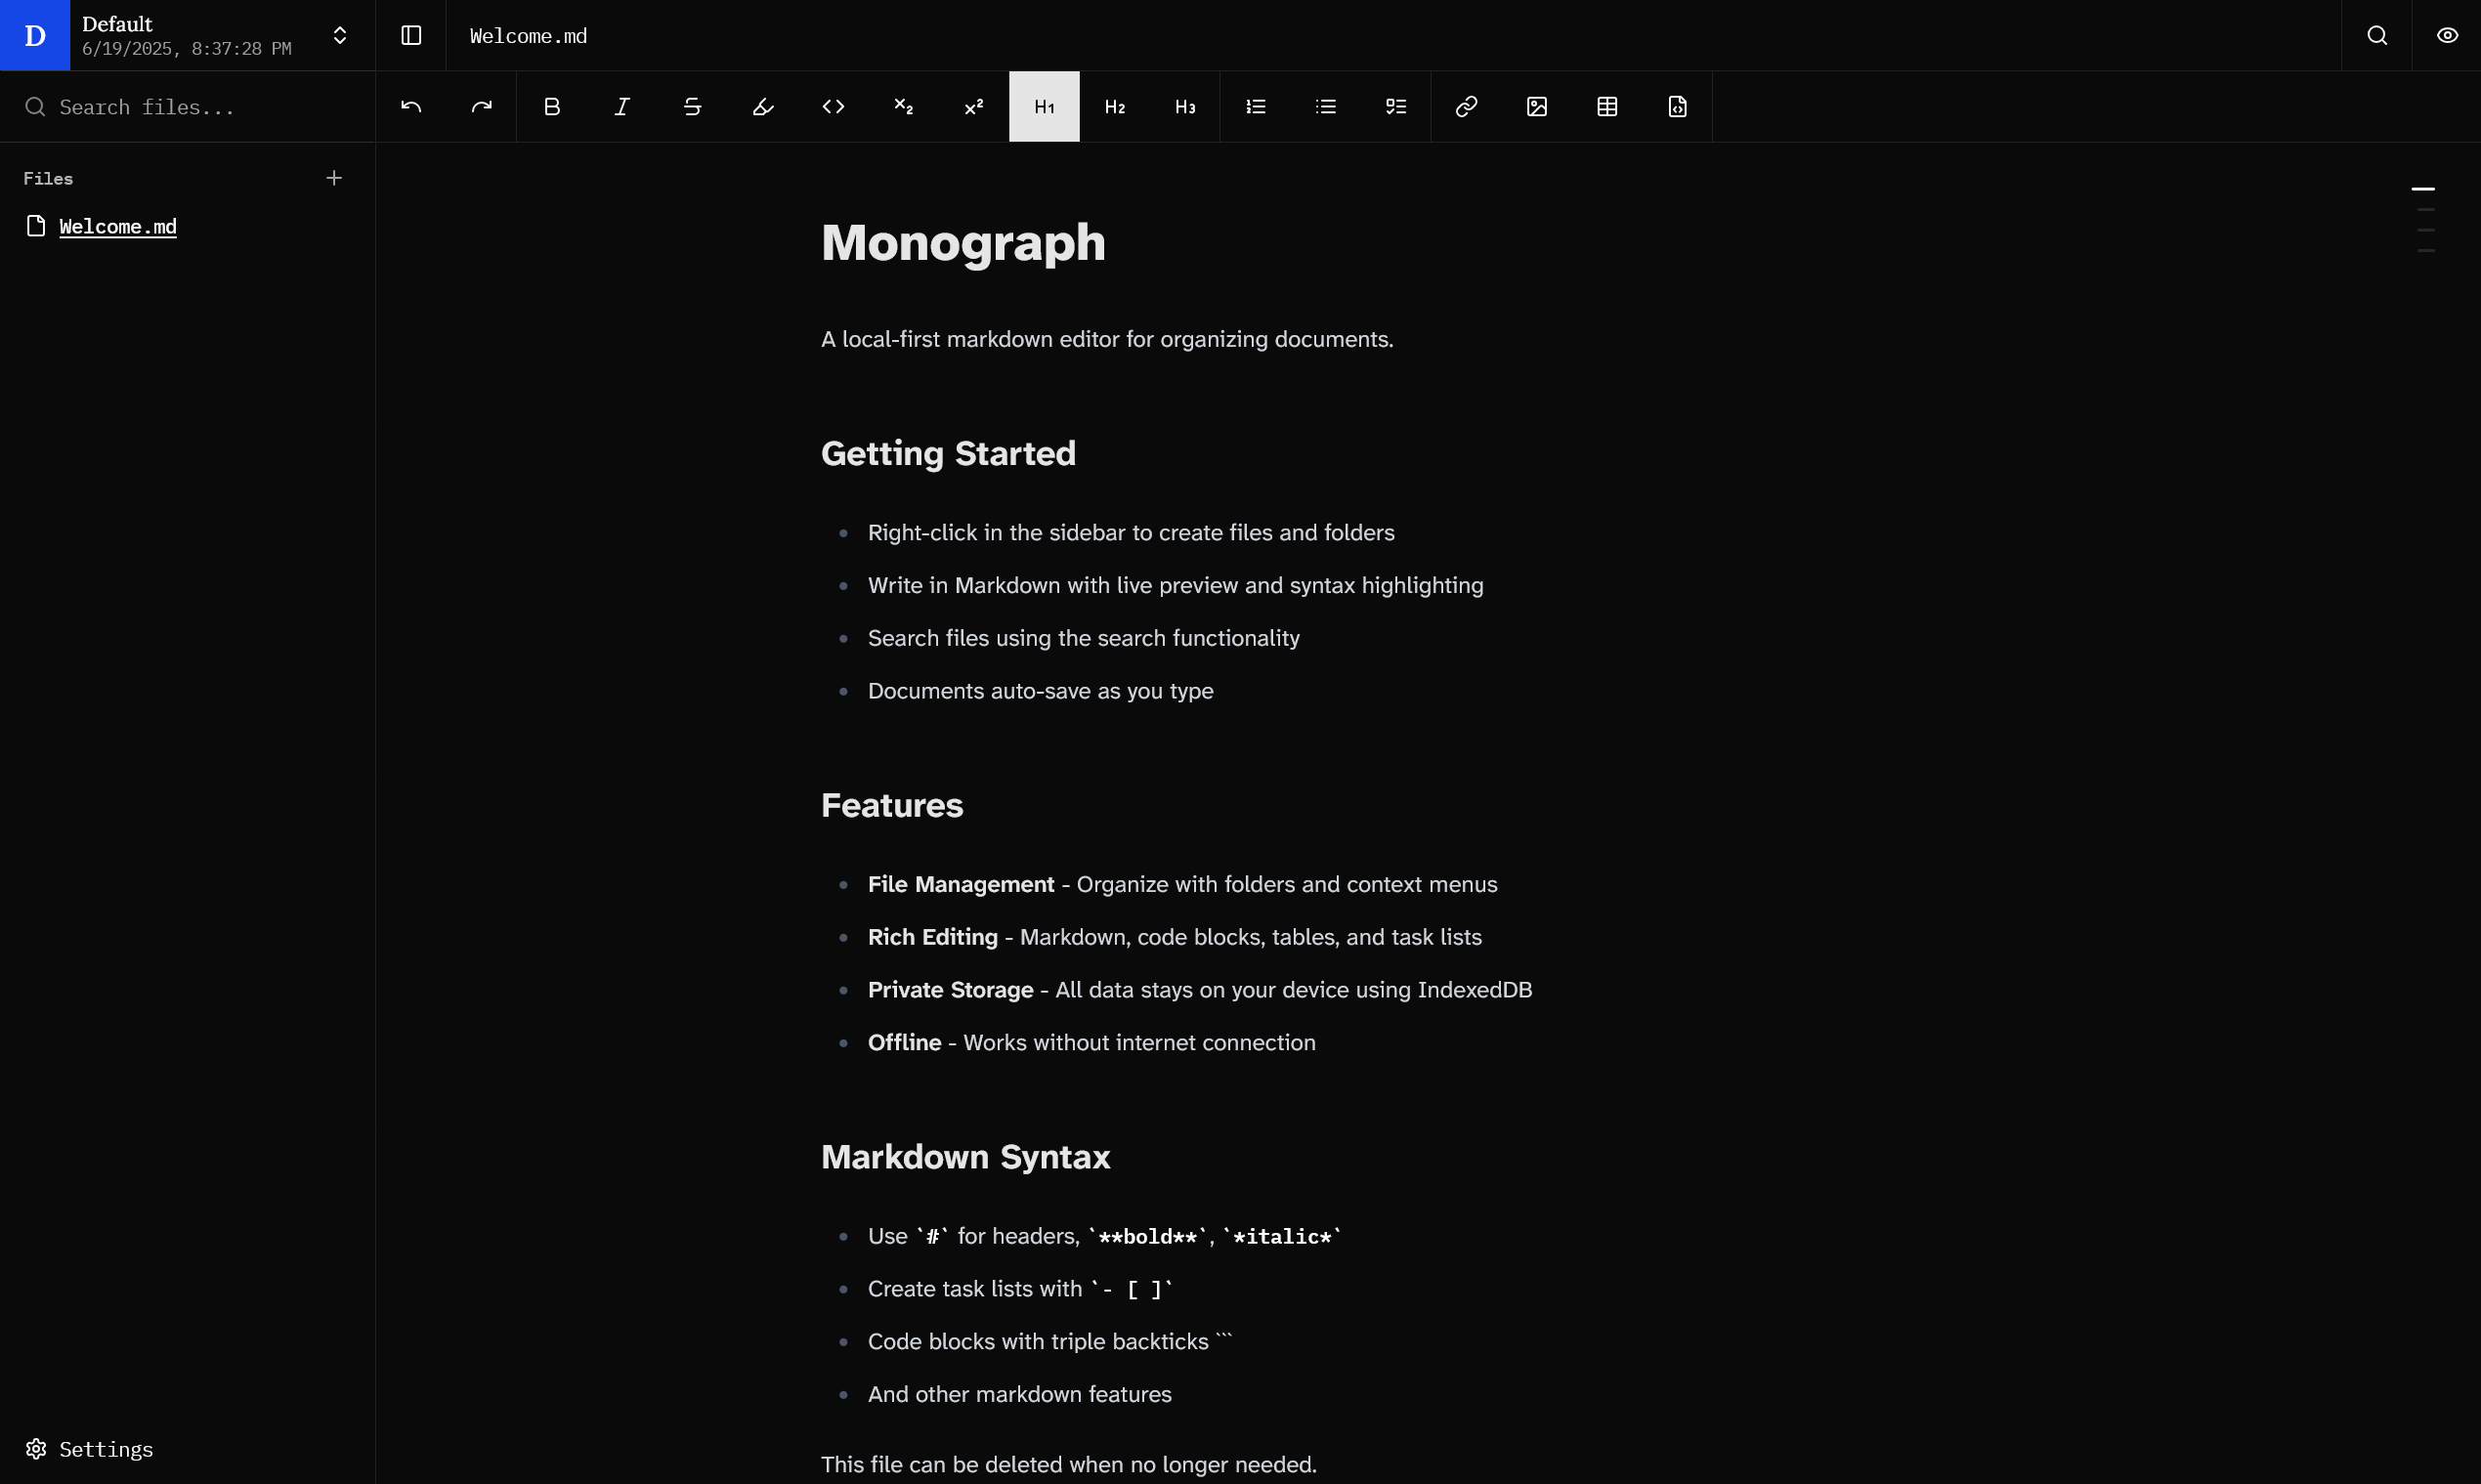 D
Default
6/19/2025, 8:37:28 PM
Welcome.md
Search files...
B
I
S
X2
X2
H1
H2
H3
Files
Welcome.md
Monograph
A local-first markdown editor for organizing documents.
Getting Started
Right-click in the sidebar to create files and folders
Write in Markdown with live preview and syntax highlighting
Search files using the search functionality
Documents auto-save as you type
Features
File Management - Organize with folders and context menus
Rich Editing - Markdown, code blocks, tables, and task lists
Private Storage - All data stays on your device using IndexedDB
Offline - Works without internet connection
Markdown Syntax
Use `#` for headers, `**bold**`, `*italic*`
Create task lists with `- [ ]`
Code blocks with triple backticks ```
And other markdown features
This file can be deleted when no longer needed.
Settings